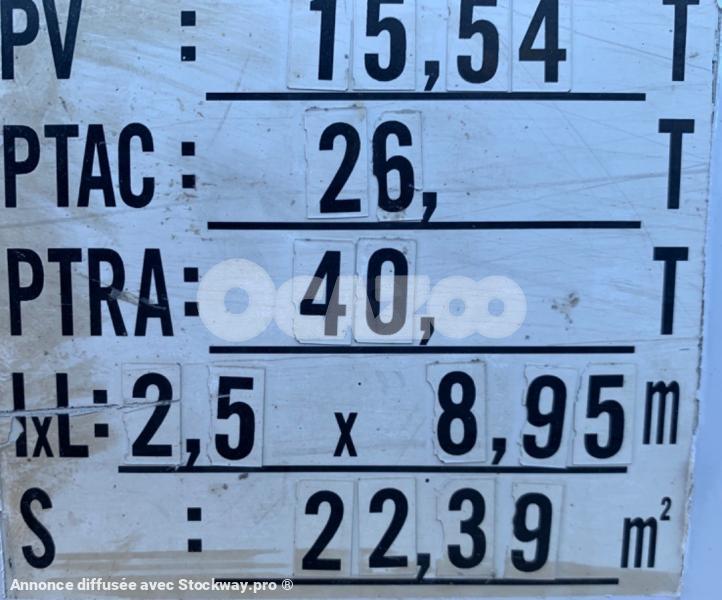 PV : 15,54 T
PTAC : 26, T
PTRA : 40, T
Ocazoo
lxL: 2,5 x 8,95 m
S : 22,39 m²
Annonce diffusée avec Stockway.pro ®